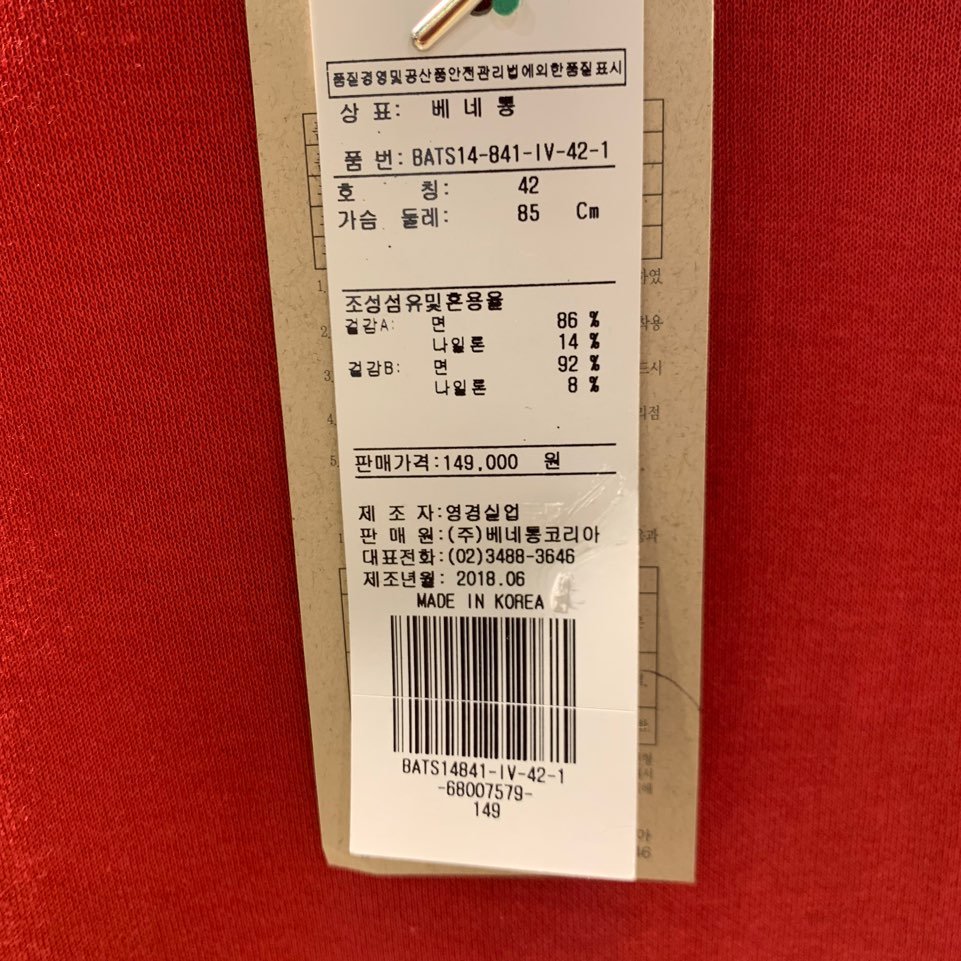 품질경영및공산품안전관리법에의한품질표시
상 표: 베네통
품 번: BATS14-841-IV-42-1
호 칭: 42
가슴 둘레: 85 Cm
조성섬유및혼용율
겉감A: 면 86 %
나일론 14 %
겉감B: 면 92 %
나일론 8 %
판매가격:149,000 원
제 조 자:영경실업
판 매 원:(주)베네통코리아
대표전화:(02)3488-3646
제조년월: 2018.06
MADE IN KOREA
BATS14841-IV-42-1
-68007579-
149